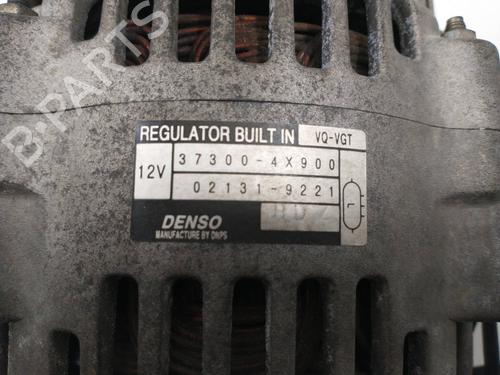 B-PARTS
REGULATOR BUILT IN VQ-VGT
12V
37300-4X900
02131-9221
DENSO
MANUFACTURE BY DNPS
L